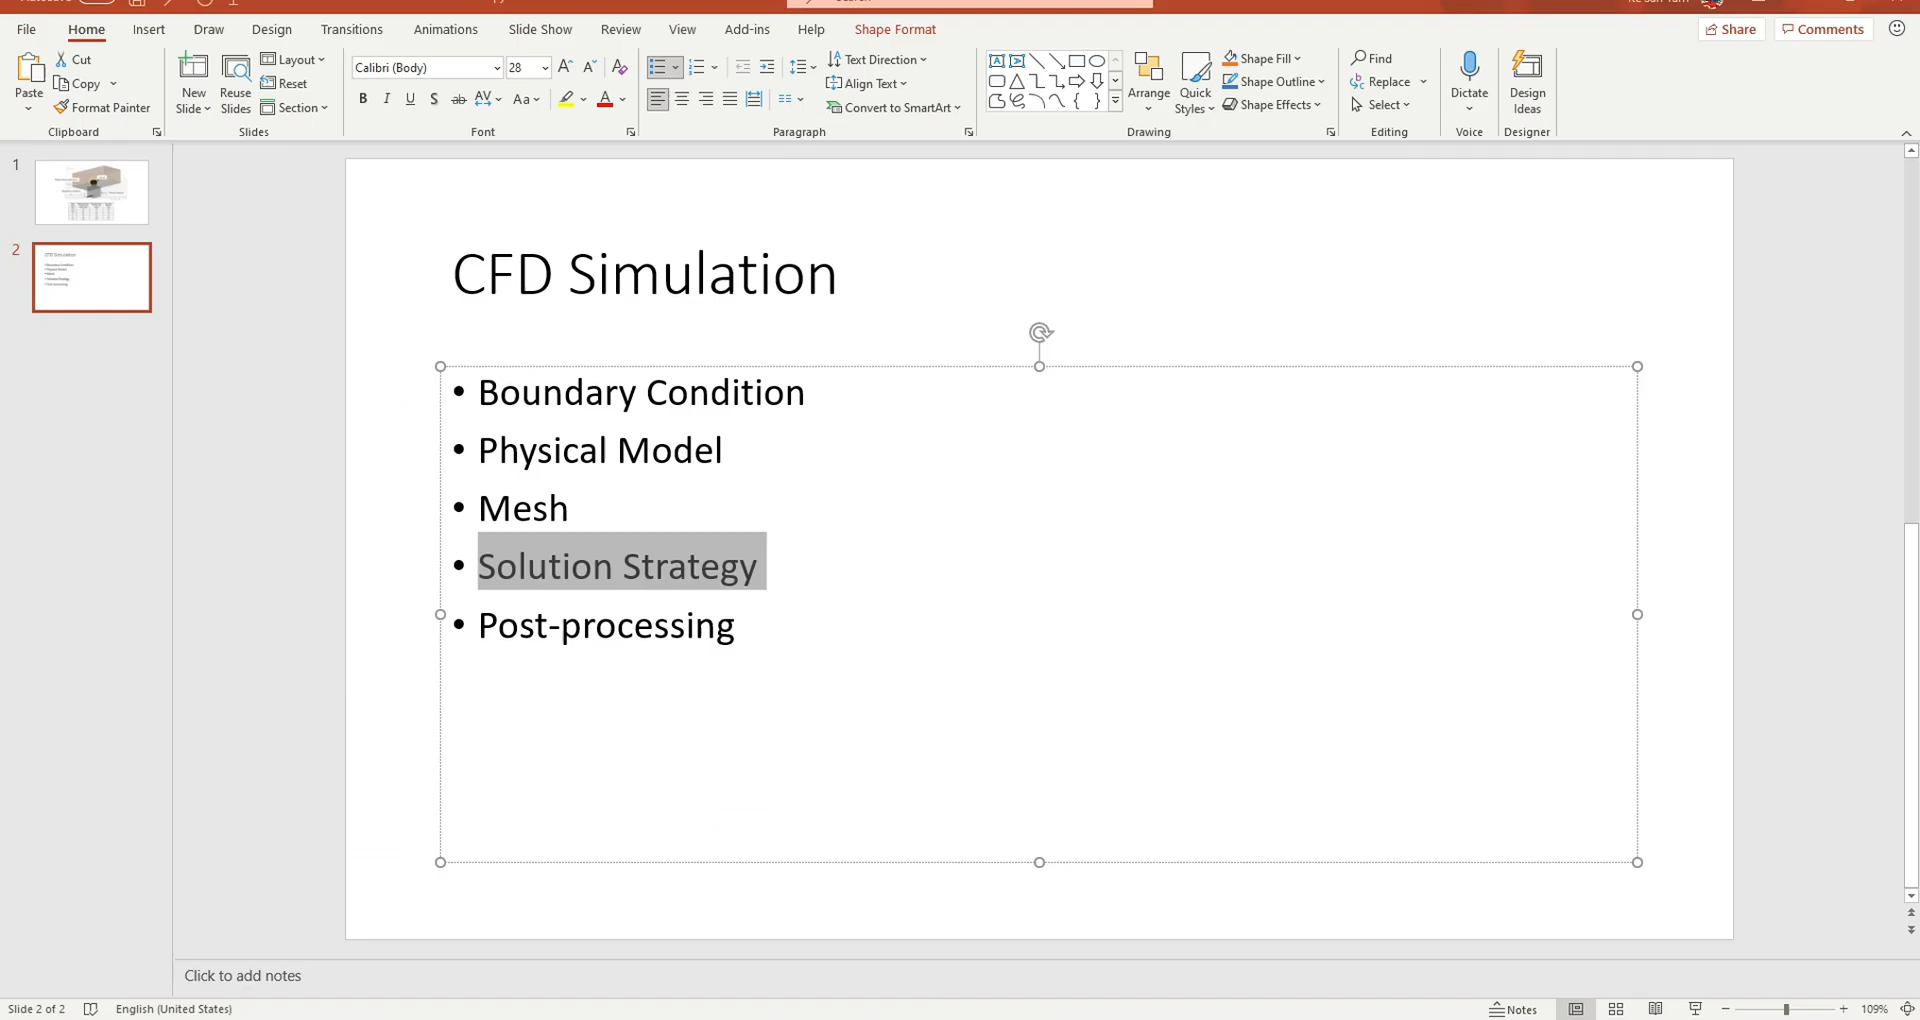 File Home Insert Draw Design Transitions Animations Slide Show Review View Add-ins Help Shape Format Share Comments
Paste Cut Copy Format Painter
Clipboard
New Slide Reuse Slides Layout Reset Section
Slides
Calibri (Body) 28
B I U S ab AV Aa A
Font
Text Direction Align Text Convert to SmartArt
Paragraph
Arrange Quick Styles Shape Fill Shape Outline Shape Effects
Drawing
Find Replace Select
Editing
Dictate
Voice
Design Ideas
Designer
1
2
CFD Simulation
• Boundary Condition
• Physical Model
• Mesh
• Solution Strategy
• Post-processing
Click to add notes
Slide 2 of 2 English (United States) Notes 109%